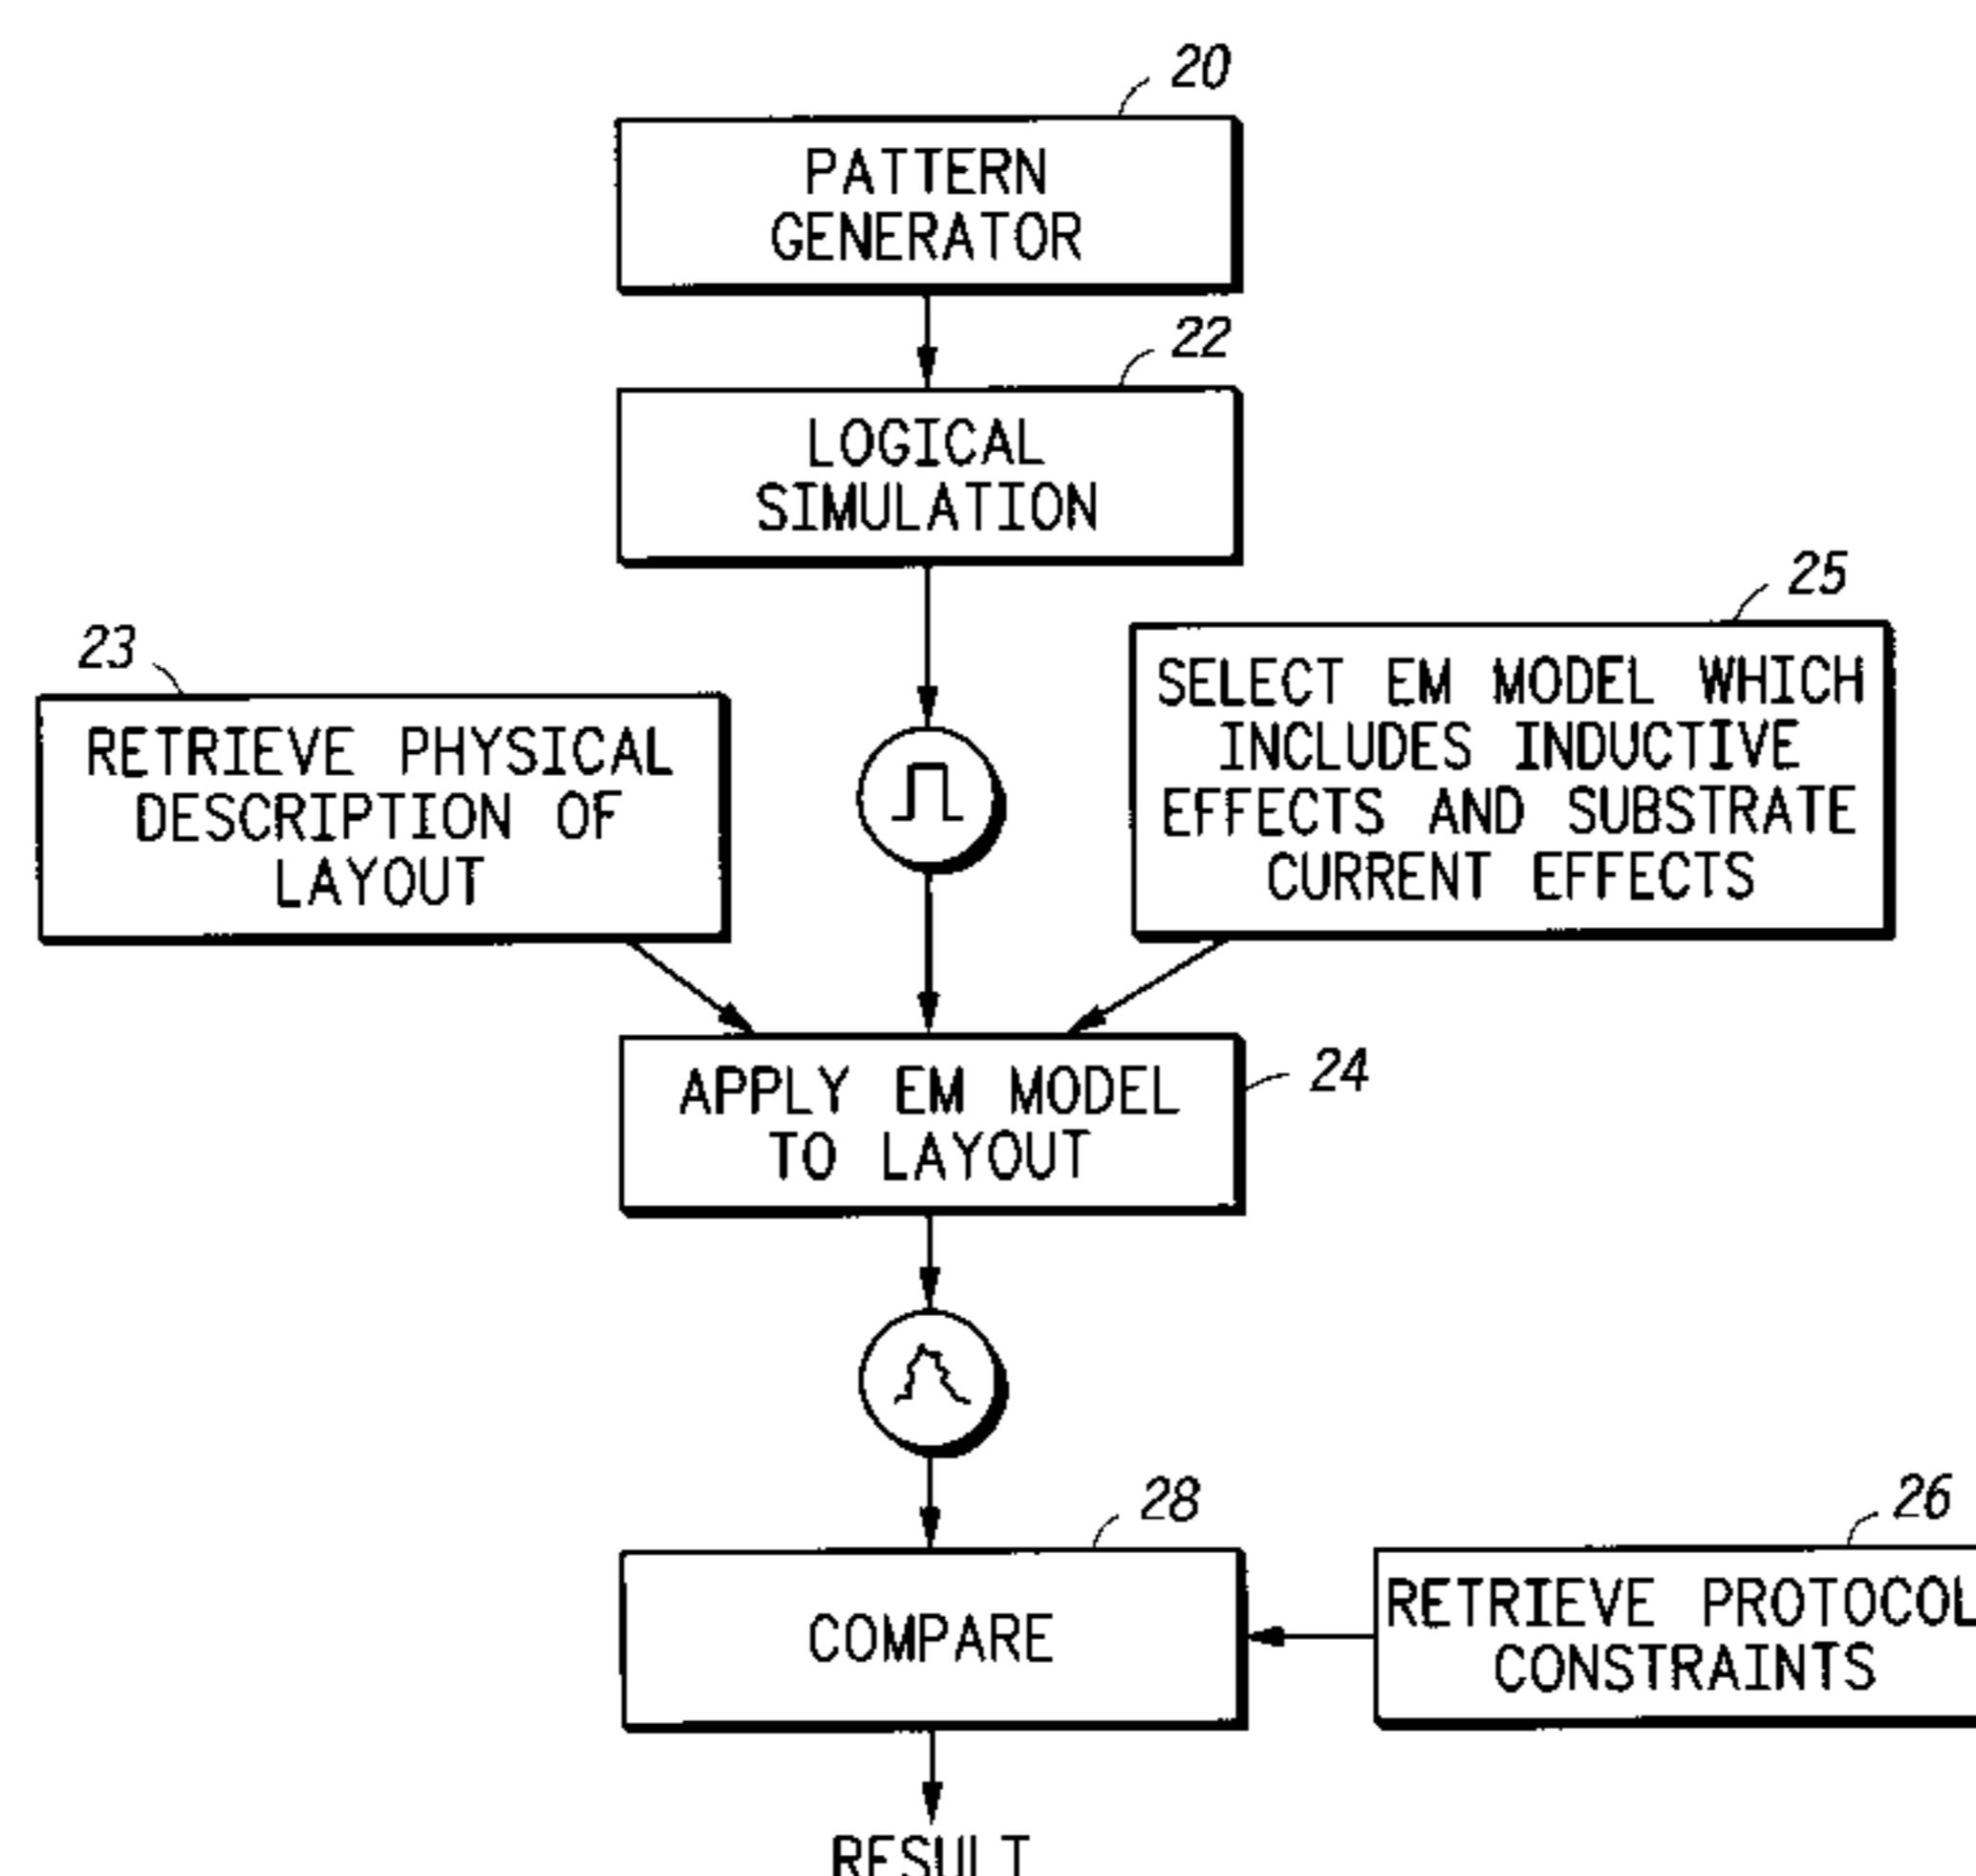 20
PATTERN
GENERATOR
22
LOGICAL
SIMULATION
23
RETRIEVE PHYSICAL
DESCRIPTION OF
LAYOUT
25
SELECT EM MODEL WHICH
INCLUDES INDUCTIVE
EFFECTS AND SUBSTRATE
CURRENT EFFECTS
APPLY EM MODEL
TO LAYOUT
24
28
COMPARE
26
RETRIEVE PROTOCOL
CONSTRAINTS
RESULT